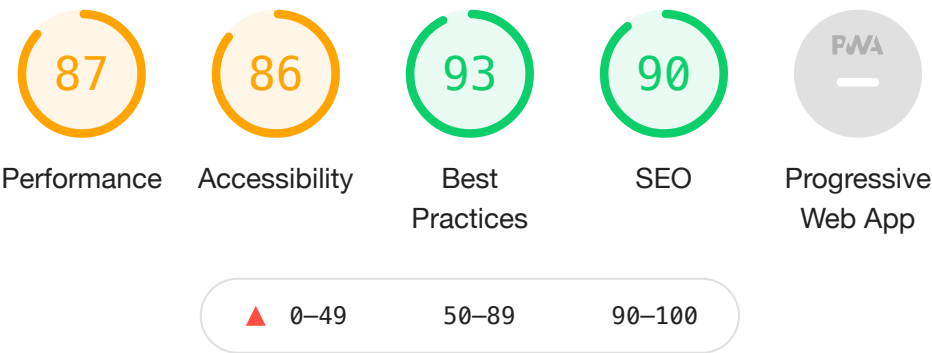 87 86 93 90 PWA
Performance Accessibility Best SEO Progressive
Practices Web App
0–49 50–89 90–100